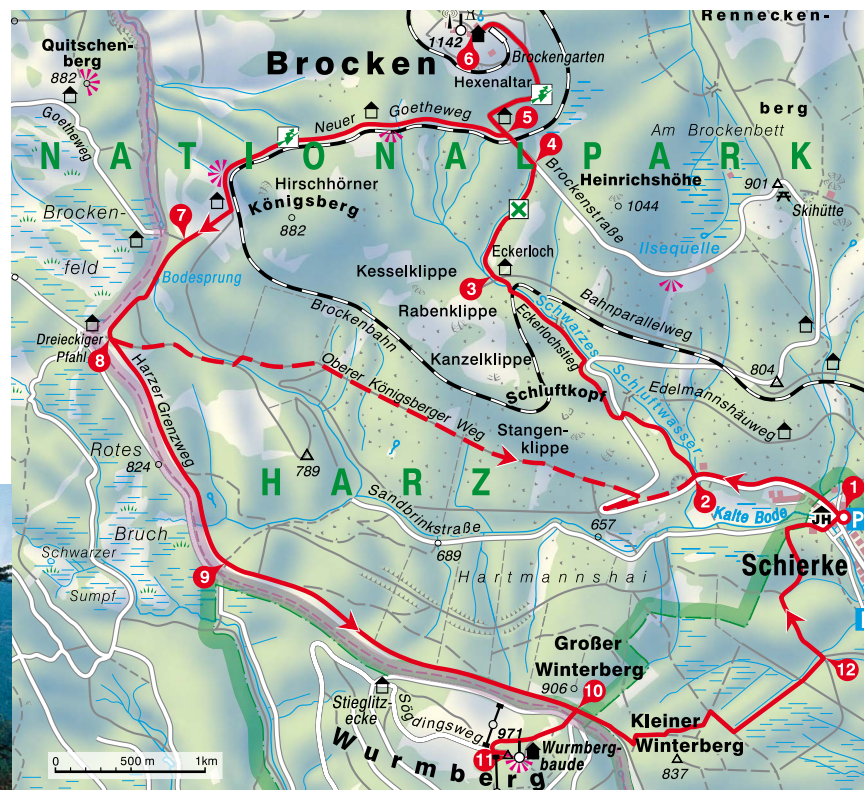 Rennecken-
Quitschen-
berg
882
1142
Brocken
6
Brockengarten
Hexenaltar
Goetheweg
Neuer
Goetheweg
5
berg
Am Brockenbett
4
NATIONALPARK
Brockenstraße
Heinrichshöhe
901
Skihütte
1044
Hirschhörner
Königsberg
882
Brocken-
feld
7
Ilsequelle
Eckerloch
Kesselklippe
3
Bodesprung
Rabenklippe
Schwarzes
Schluftwasser
Eckerlochstieg
Bahnparallelweg
Brockenbahn
Dreieckiger
Pfahl
8
Kanzelklippe
804
Oberer Königsberger Weg
Schluftkopf
Edelmannshäuweg
Harzer Grenzweg
Stangen-
klippe
Rotes
824
789
HARZ
2
1
Kalte Bode
JH
P
Sandbrinkstraße
657
689
Bruch
Schwarzer
Sumpf
9
Hartmannshai
Schierke
Großer
Winterberg
906
10
12
Stieglitz-
ecke
Sögdingsweg
971
Kleiner
Winterberg
837
11
Wurmberg-
baude
Wurmberg
0 500 m 1km